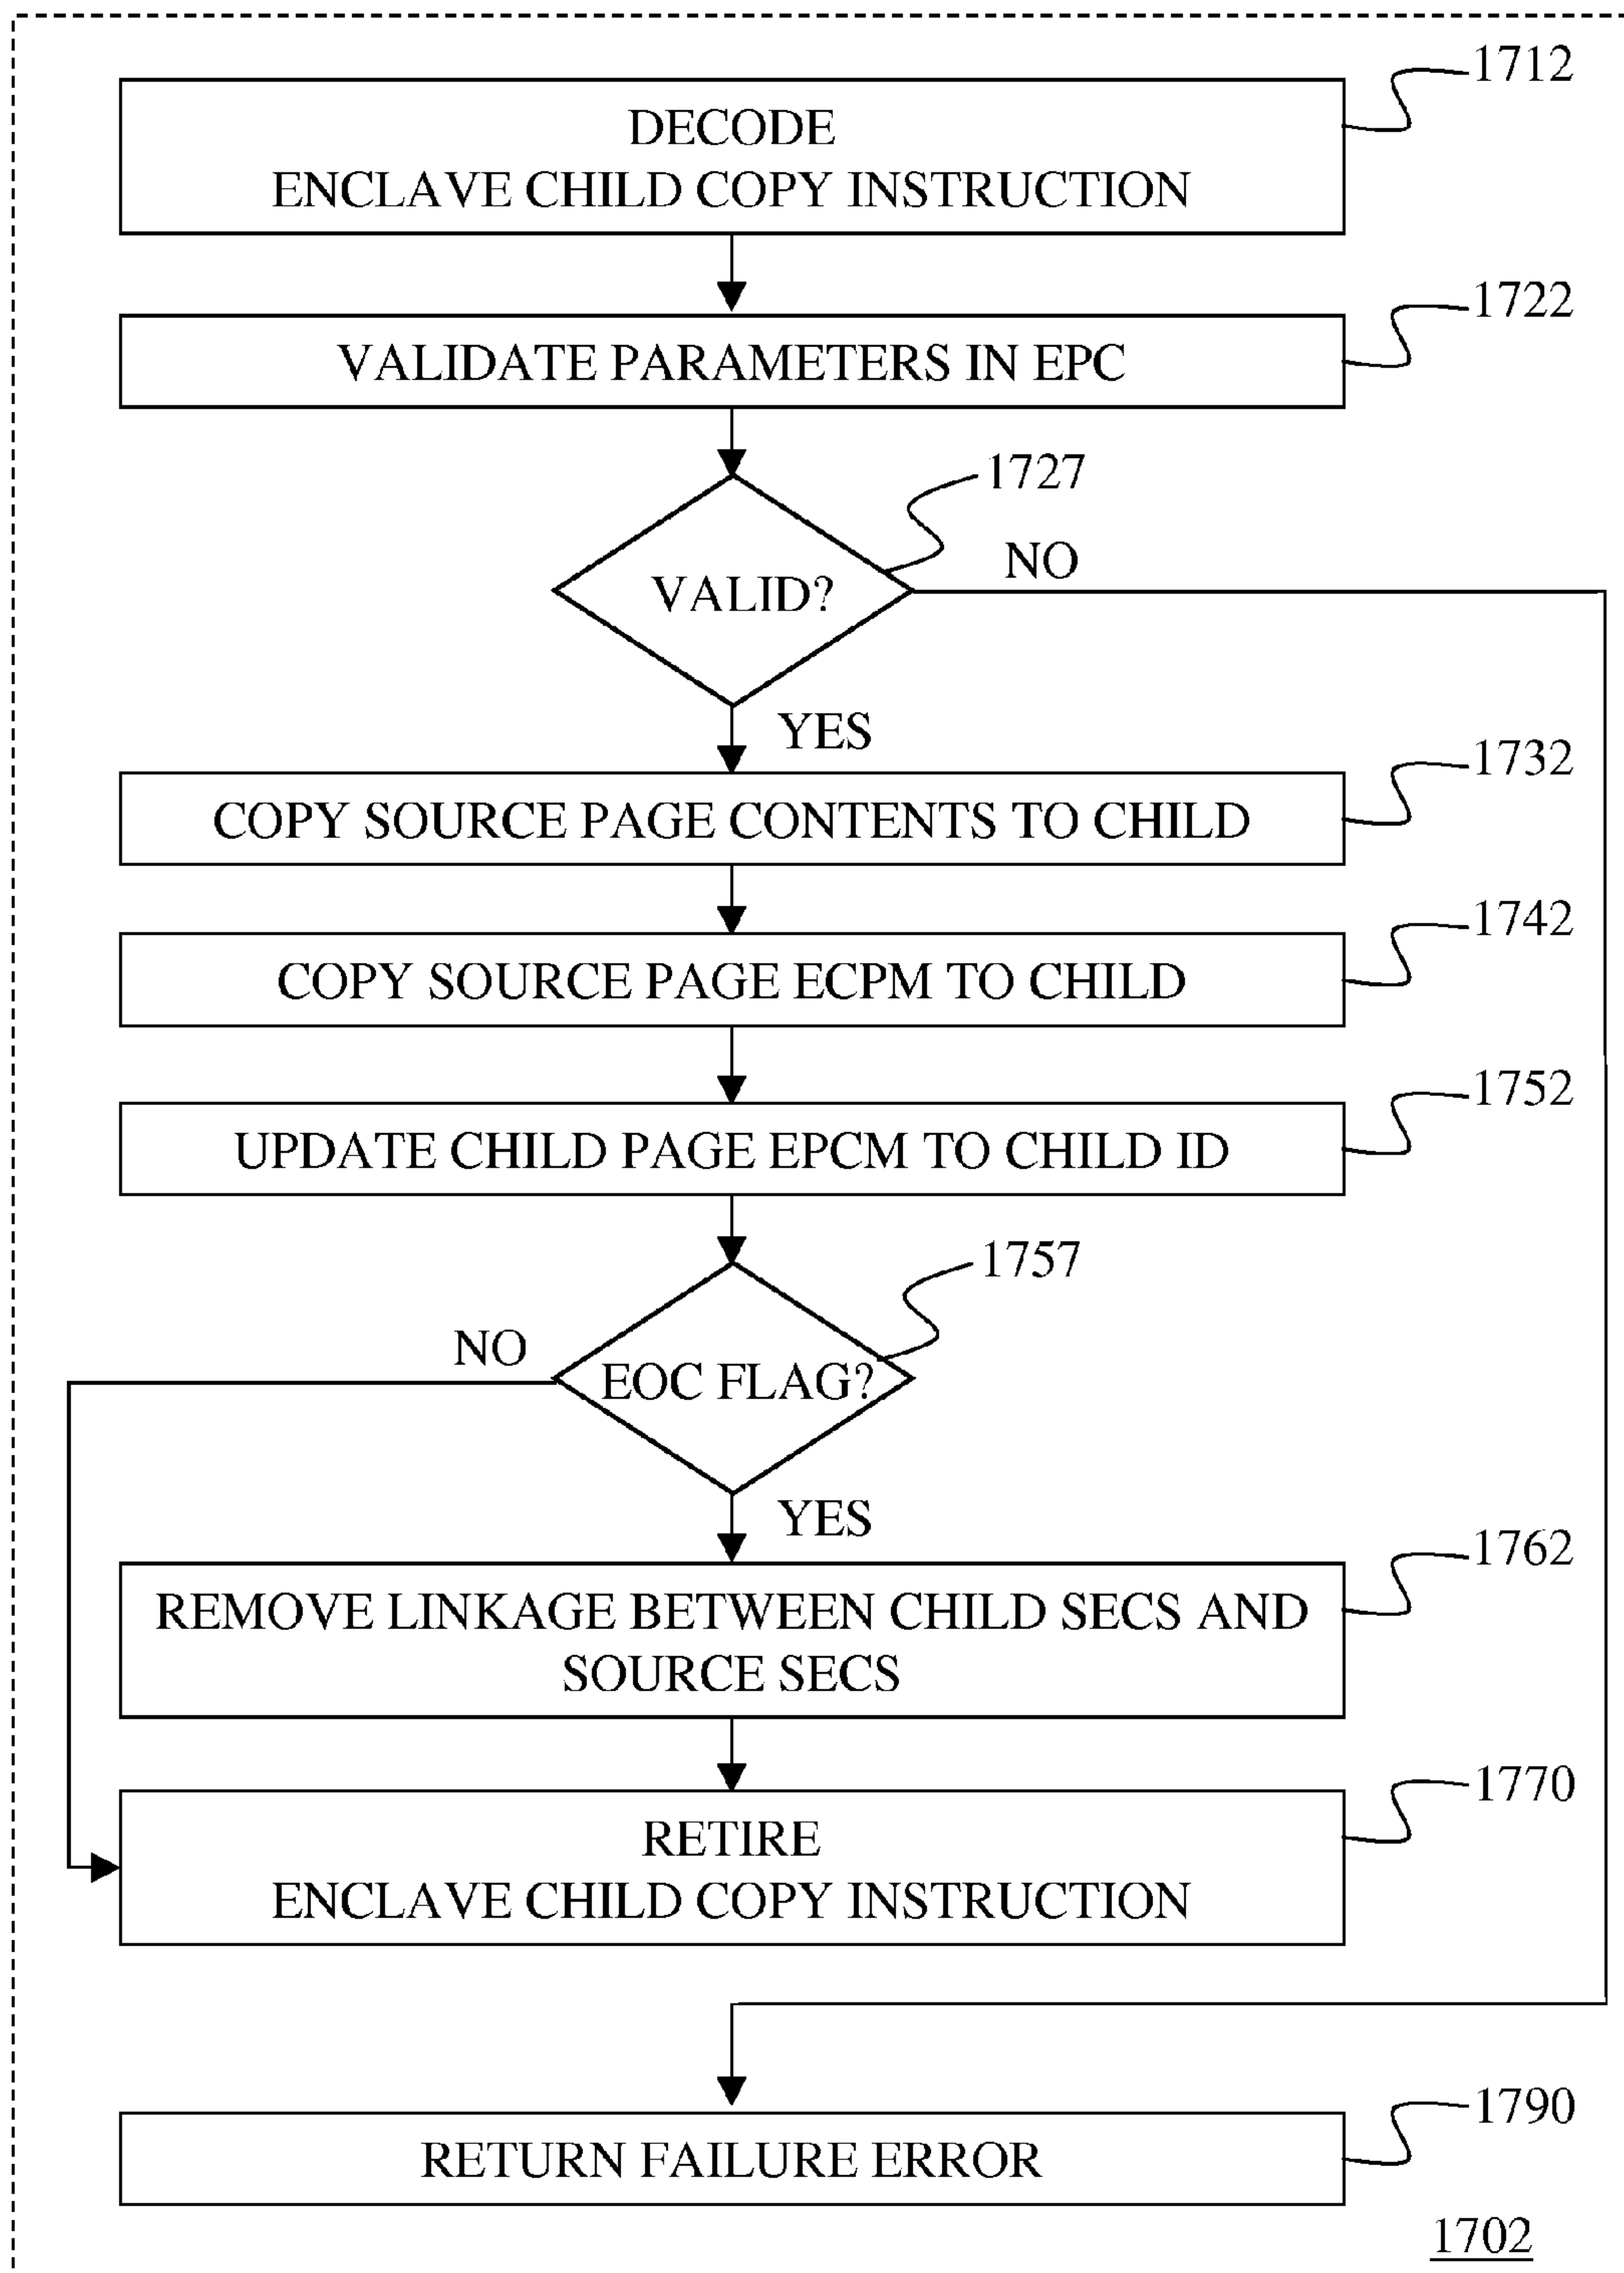 1712
DECODE
ENCLAVE CHILD COPY INSTRUCTION
1722
VALIDATE PARAMETERS IN EPC
1727
VALID?
NO
YES
1732
COPY SOURCE PAGE CONTENTS TO CHILD
1742
COPY SOURCE PAGE ECPM TO CHILD
1752
UPDATE CHILD PAGE EPCM TO CHILD ID
1757
NO
EOC FLAG?
YES
1762
REMOVE LINKAGE BETWEEN CHILD SECS AND
SOURCE SECS
1770
RETIRE
ENCLAVE CHILD COPY INSTRUCTION
1790
RETURN FAILURE ERROR
1702